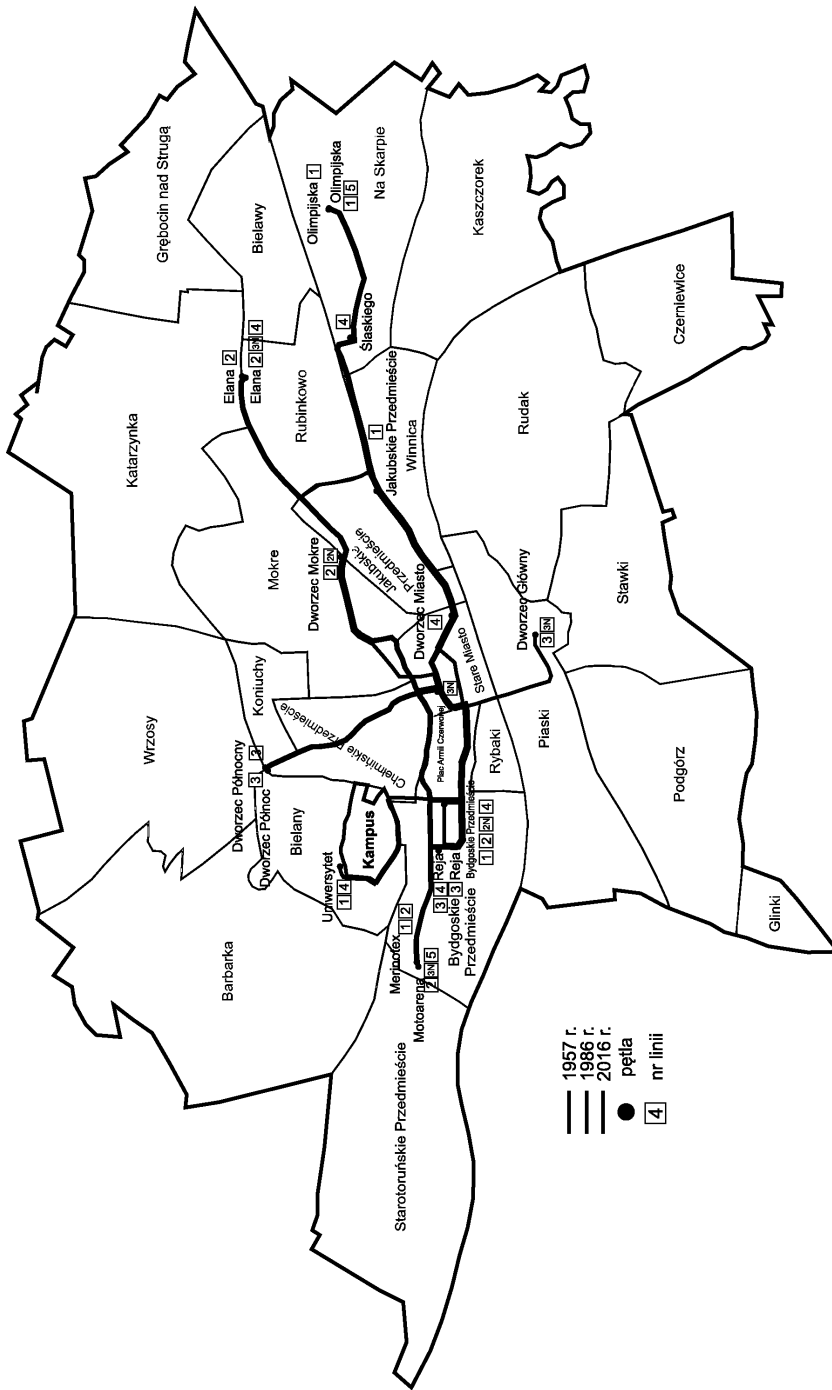 Grębocin nad Strugą
Katarzynka
Wrzosy
Barbarka
Bielawy
Elana 2
Elana 2 3N 4
Mokre
Koniuchy
Dworzec Północny 3
Dworzec Północ 3
Rubinkowo
Olimpijska 1
Olimpijska
1 5
Na Skarpie
Dworzec Mokre
2 2N
Chełmińskie Przedmieście
Bielany
Uniwersytet
1 4
Kampus
4
Ślaskiego
Jakubskie
Przedmieście
1
Jakubskie Przedmieście
Winnica
Kaszczorek
Merinotex 1 2
Motoarena
2 3N 5
Starotoruńskie Przedmieście
Dworzec Miasto
4
3N
Plac Armii Czerwonej
Stare Miasto
3 4 Reja
3 Reja
Bydgoskie
Przedmieście
Bydgoskie Przedmieście
1 2 2N 4
Rybaki
Rudak
Dworzec Główny
3 3N
Piaski
Czerniewice
Stawki
Podgórz
Glinki
1957 r.
1986 r.
2016 r.
pętla
4 nr linii